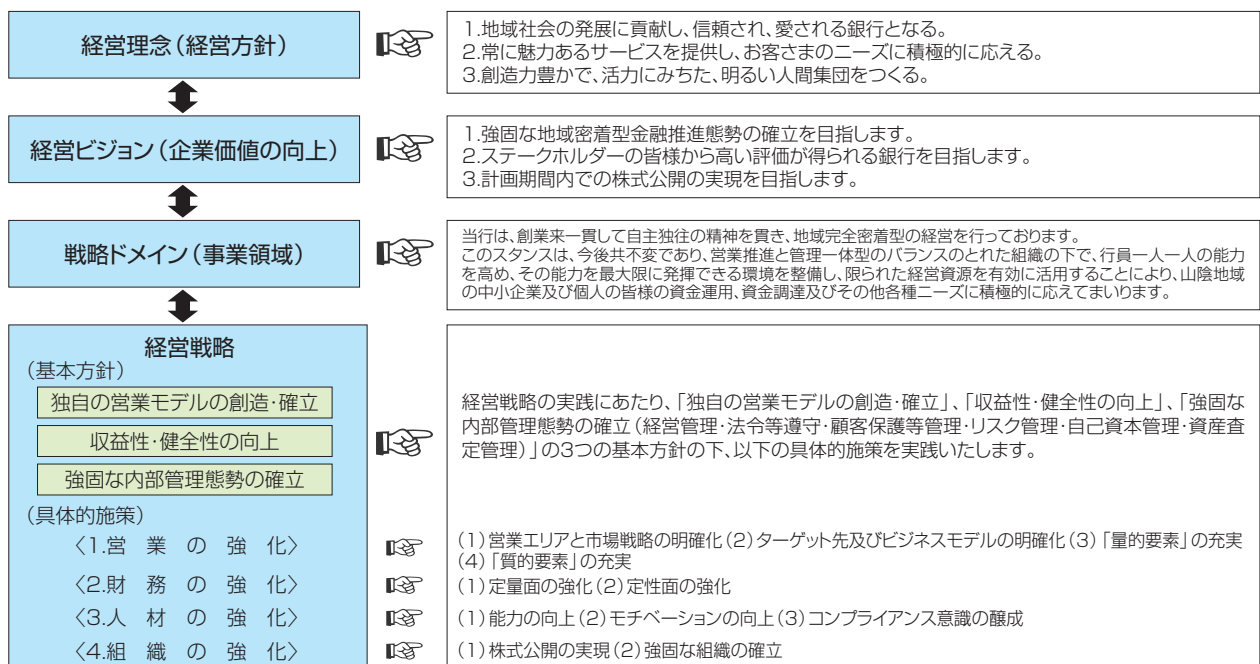 経営理念(経営方針)
1.地域社会の発展に貢献し、信頼され、愛される銀行となる。
2.常に魅力あるサービスを提供し、お客さまのニーズに積極的に応える。
3.創造力豊かで、活力にみちた、明るい人間集団をつくる。
経営ビジョン(企業価値の向上)
1.強固な地域密着型金融推進態勢の確立を目指します。
2.ステークホルダーの皆様から高い評価が得られる銀行を目指します。
3.計画期間内での株式公開の実現を目指します。
戦略ドメイン(事業領域)
当行は、創業来一貫して自主独往の精神を貫き、地域完全密着型の経営を行っております。
このスタンスは、今後共不変であり、営業推進と管理一体型のバランスのとれた組織の下で、行員一人一人の能力
を高め、その能力を最大限に発揮できる環境を整備し、限られた経営資源を有効に活用することにより、山陰地域
の中小企業及び個人の皆様の資金運用、資金調達及びその他各種ニーズに積極的に応えてまいります。
経営戦略
(基本方針)
独自の営業モデルの創造・確立
収益性・健全性の向上
強固な内部管理態勢の確立
経営戦略の実践にあたり、「独自の営業モデルの創造・確立」、「収益性・健全性の向上」、「強固な
内部管理態勢の確立(経営管理・法令等遵守・顧客保護等管理・リスク管理・自己資本管理・資産査
定管理)」の3つの基本方針の下、以下の具体的施策を実践いたします。
(具体的施策)
〈1.営業の強化〉
(1)営業エリアと市場戦略の明確化(2)ターゲット先及びビジネスモデルの明確化(3)「量的要素」の充実
(4)「質的要素」の充実
〈2.財務の強化〉
(1)定量面の強化(2)定性面の強化
〈3.人材の強化〉
(1)能力の向上(2)モチベーションの向上(3)コンプライアンス意識の醸成
〈4.組織の強化〉
(1)株式公開の実現(2)強固な組織の確立